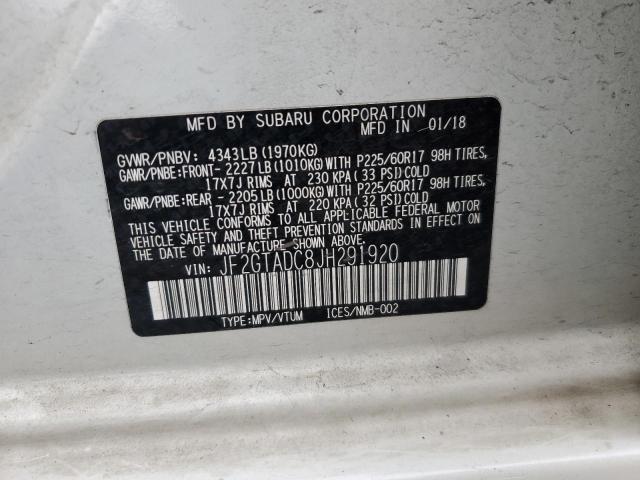 MFD BY SUBARU CORPORATION
MFD IN 01/18
GVWR/PNBV: 4343LB(1970KG)
GAWR/PNBE:FRONT- 2227LB(1010KG)WITH P225/60R17 98H TIRES,
17X7J RIMS AT 230 KPA( 33 PSI)COLD
GAWR/PNBE:REAR - 2205LB(1000KG)WITH P225/60R17 98H TIRES,
17X7J RIMS AT 220 KPA( 32 PSI)COLD
THIS VEHICLE CONFORMS TO ALL APPLICABLE FEDERAL MOTOR
VEHICLE SAFETY AND THEFT PREVENTION STANDARDS IN EFFECT ON
THE DATE OF MANUFACTURE SHOWN ABOVE.
VIN: JF2GTADC8JH291920
TYPE:MPV/VTUM ICES/NMB-002